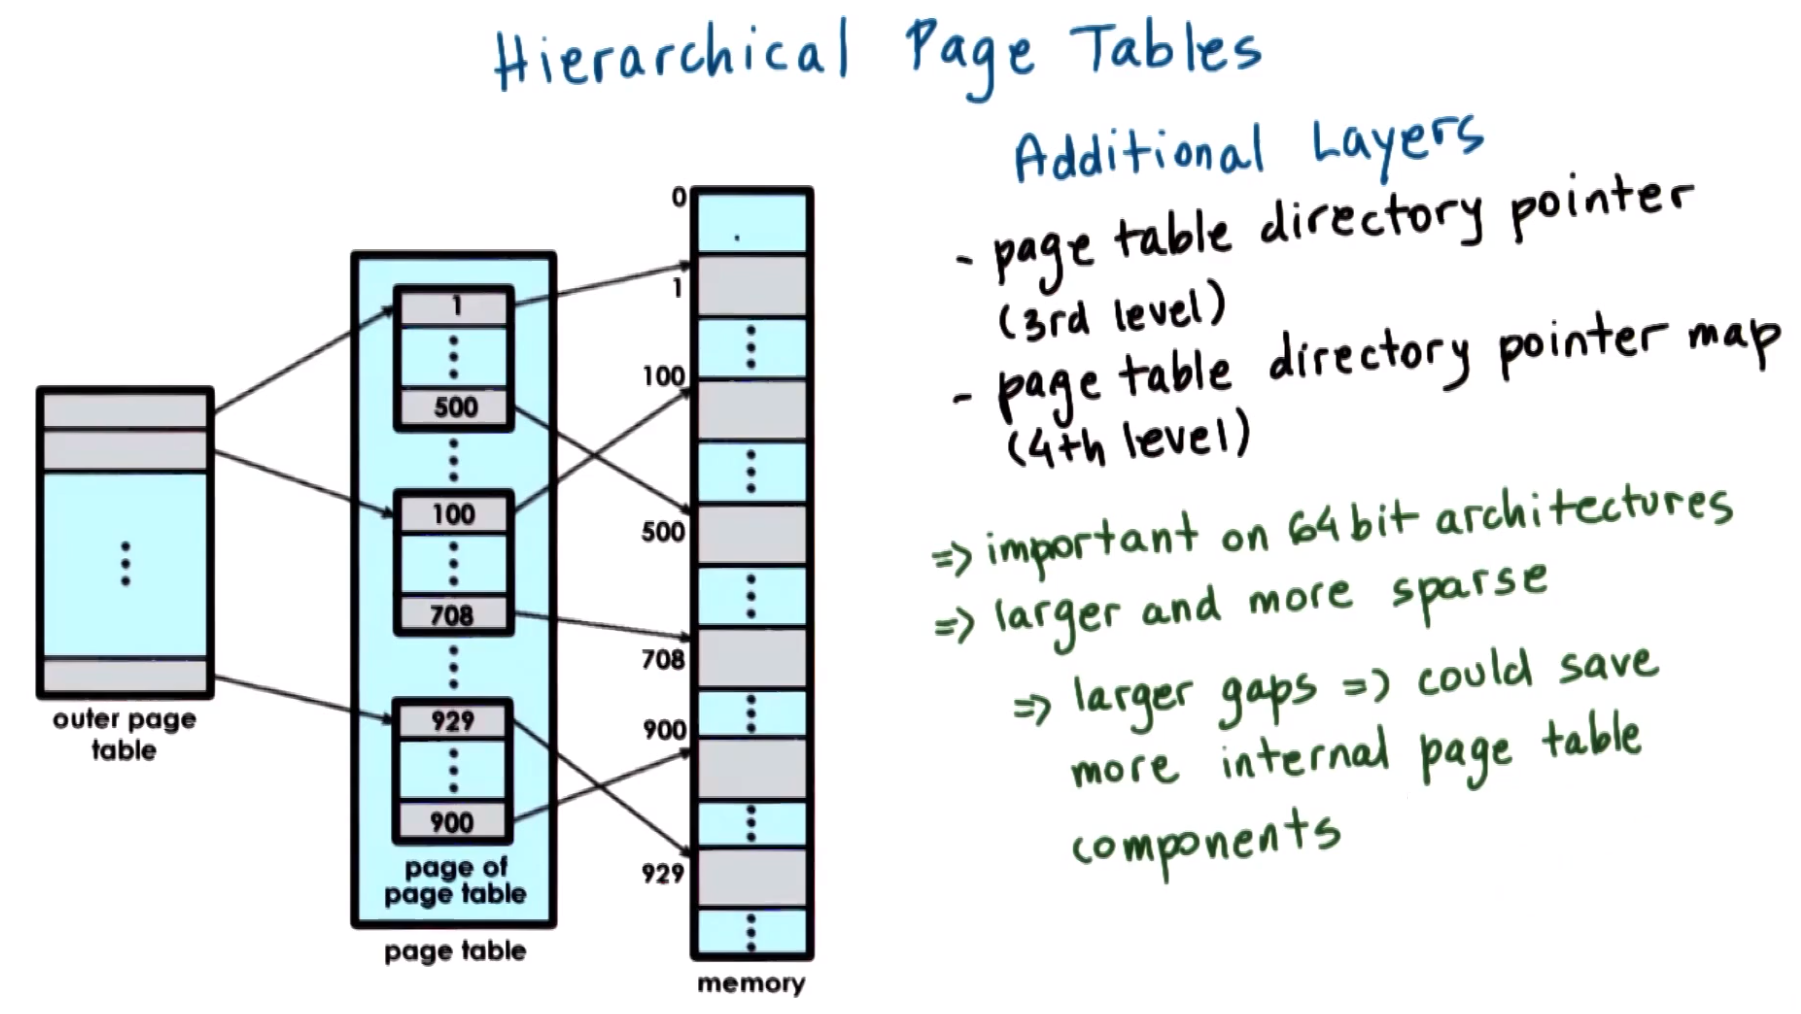 Hierarchical Page Tables
Additional Layers
- page table directory pointer
(3rd level)
- page table directory pointer map
(4th level)
=> important on 64 bit architectures
=> larger and more sparse
=> larger gaps => could save
more internal page table
components
outer page
table
1
500
100
708
929
900
page of
page table
page table
0
1
100
500
708
900
929
memory